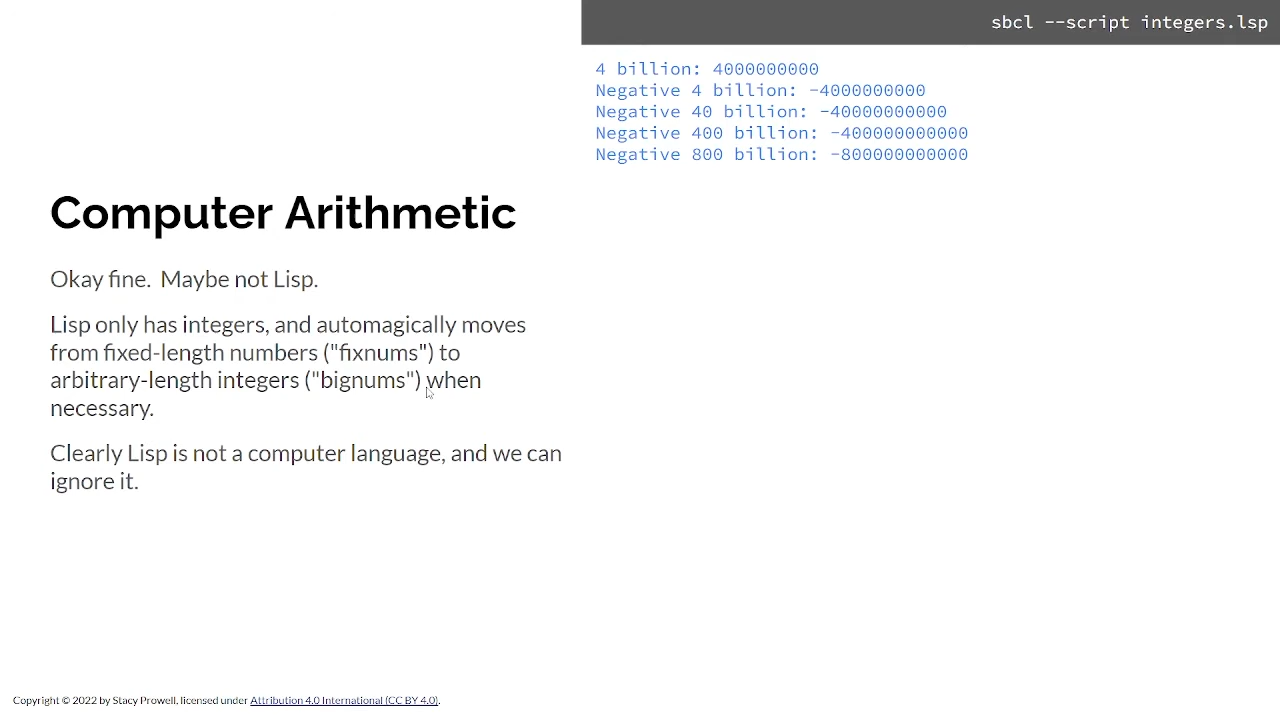 sbcl --script integers.lsp
4 billion: 4000000000
Negative 4 billion: -4000000000
Negative 40 billion: -40000000000
Negative 400 billion: -400000000000
Negative 800 billion: -800000000000
Computer Arithmetic
Okay fine.  Maybe not Lisp.
Lisp only has integers, and automagically moves
from fixed-length numbers ("fixnums") to
arbitrary-length integers ("bignums") when
necessary.
Clearly Lisp is not a computer language, and we can
ignore it.
Copyright © 2022 by Stacy Prowell, licensed under Attribution 4.0 International (CC BY 4.0).